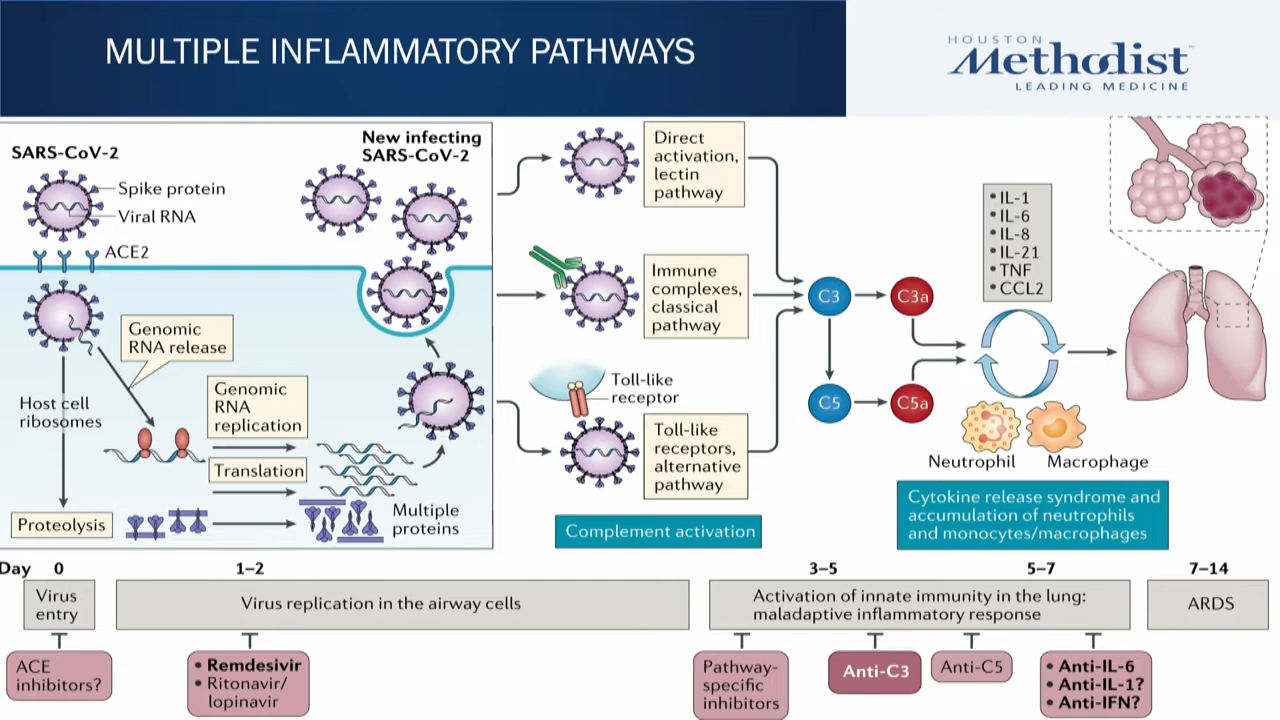 MULTIPLE INFLAMMATORY PATHWAYS
HOUSTON
Methodist
LEADING MEDICINE
SARS-CoV-2
Spike protein
Viral RNA
ACE2
New infecting
SARS-CoV-2
Genomic
RNA release
Host cell
ribosomes
Genomic
RNA
replication
Translation
Proteolysis
Multiple
proteins
Direct
activation,
lectin
pathway
Immune
complexes,
classical
pathway
Toll-like
receptor
Toll-like
receptors,
alternative
pathway
Complement activation
C3
C3a
C5
C5a
• IL-1
• IL-6
• IL-8
• IL-21
• TNF
• CCL2
Neutrophil
Macrophage
Cytokine release syndrome and
accumulation of neutrophils
and monocytes/macrophages
Day 0
1–2
3–5
5–7
7–14
Virus
entry
Virus replication in the airway cells
Activation of innate immunity in the lung:
maladaptive inflammatory response
ARDS
ACE
inhibitors?
• Remdesivir
• Ritonavir/
lopinavir
Pathway-
specific
inhibitors
Anti-C3
Anti-C5
• Anti-IL-6
• Anti-IL-1?
• Anti-IFN?